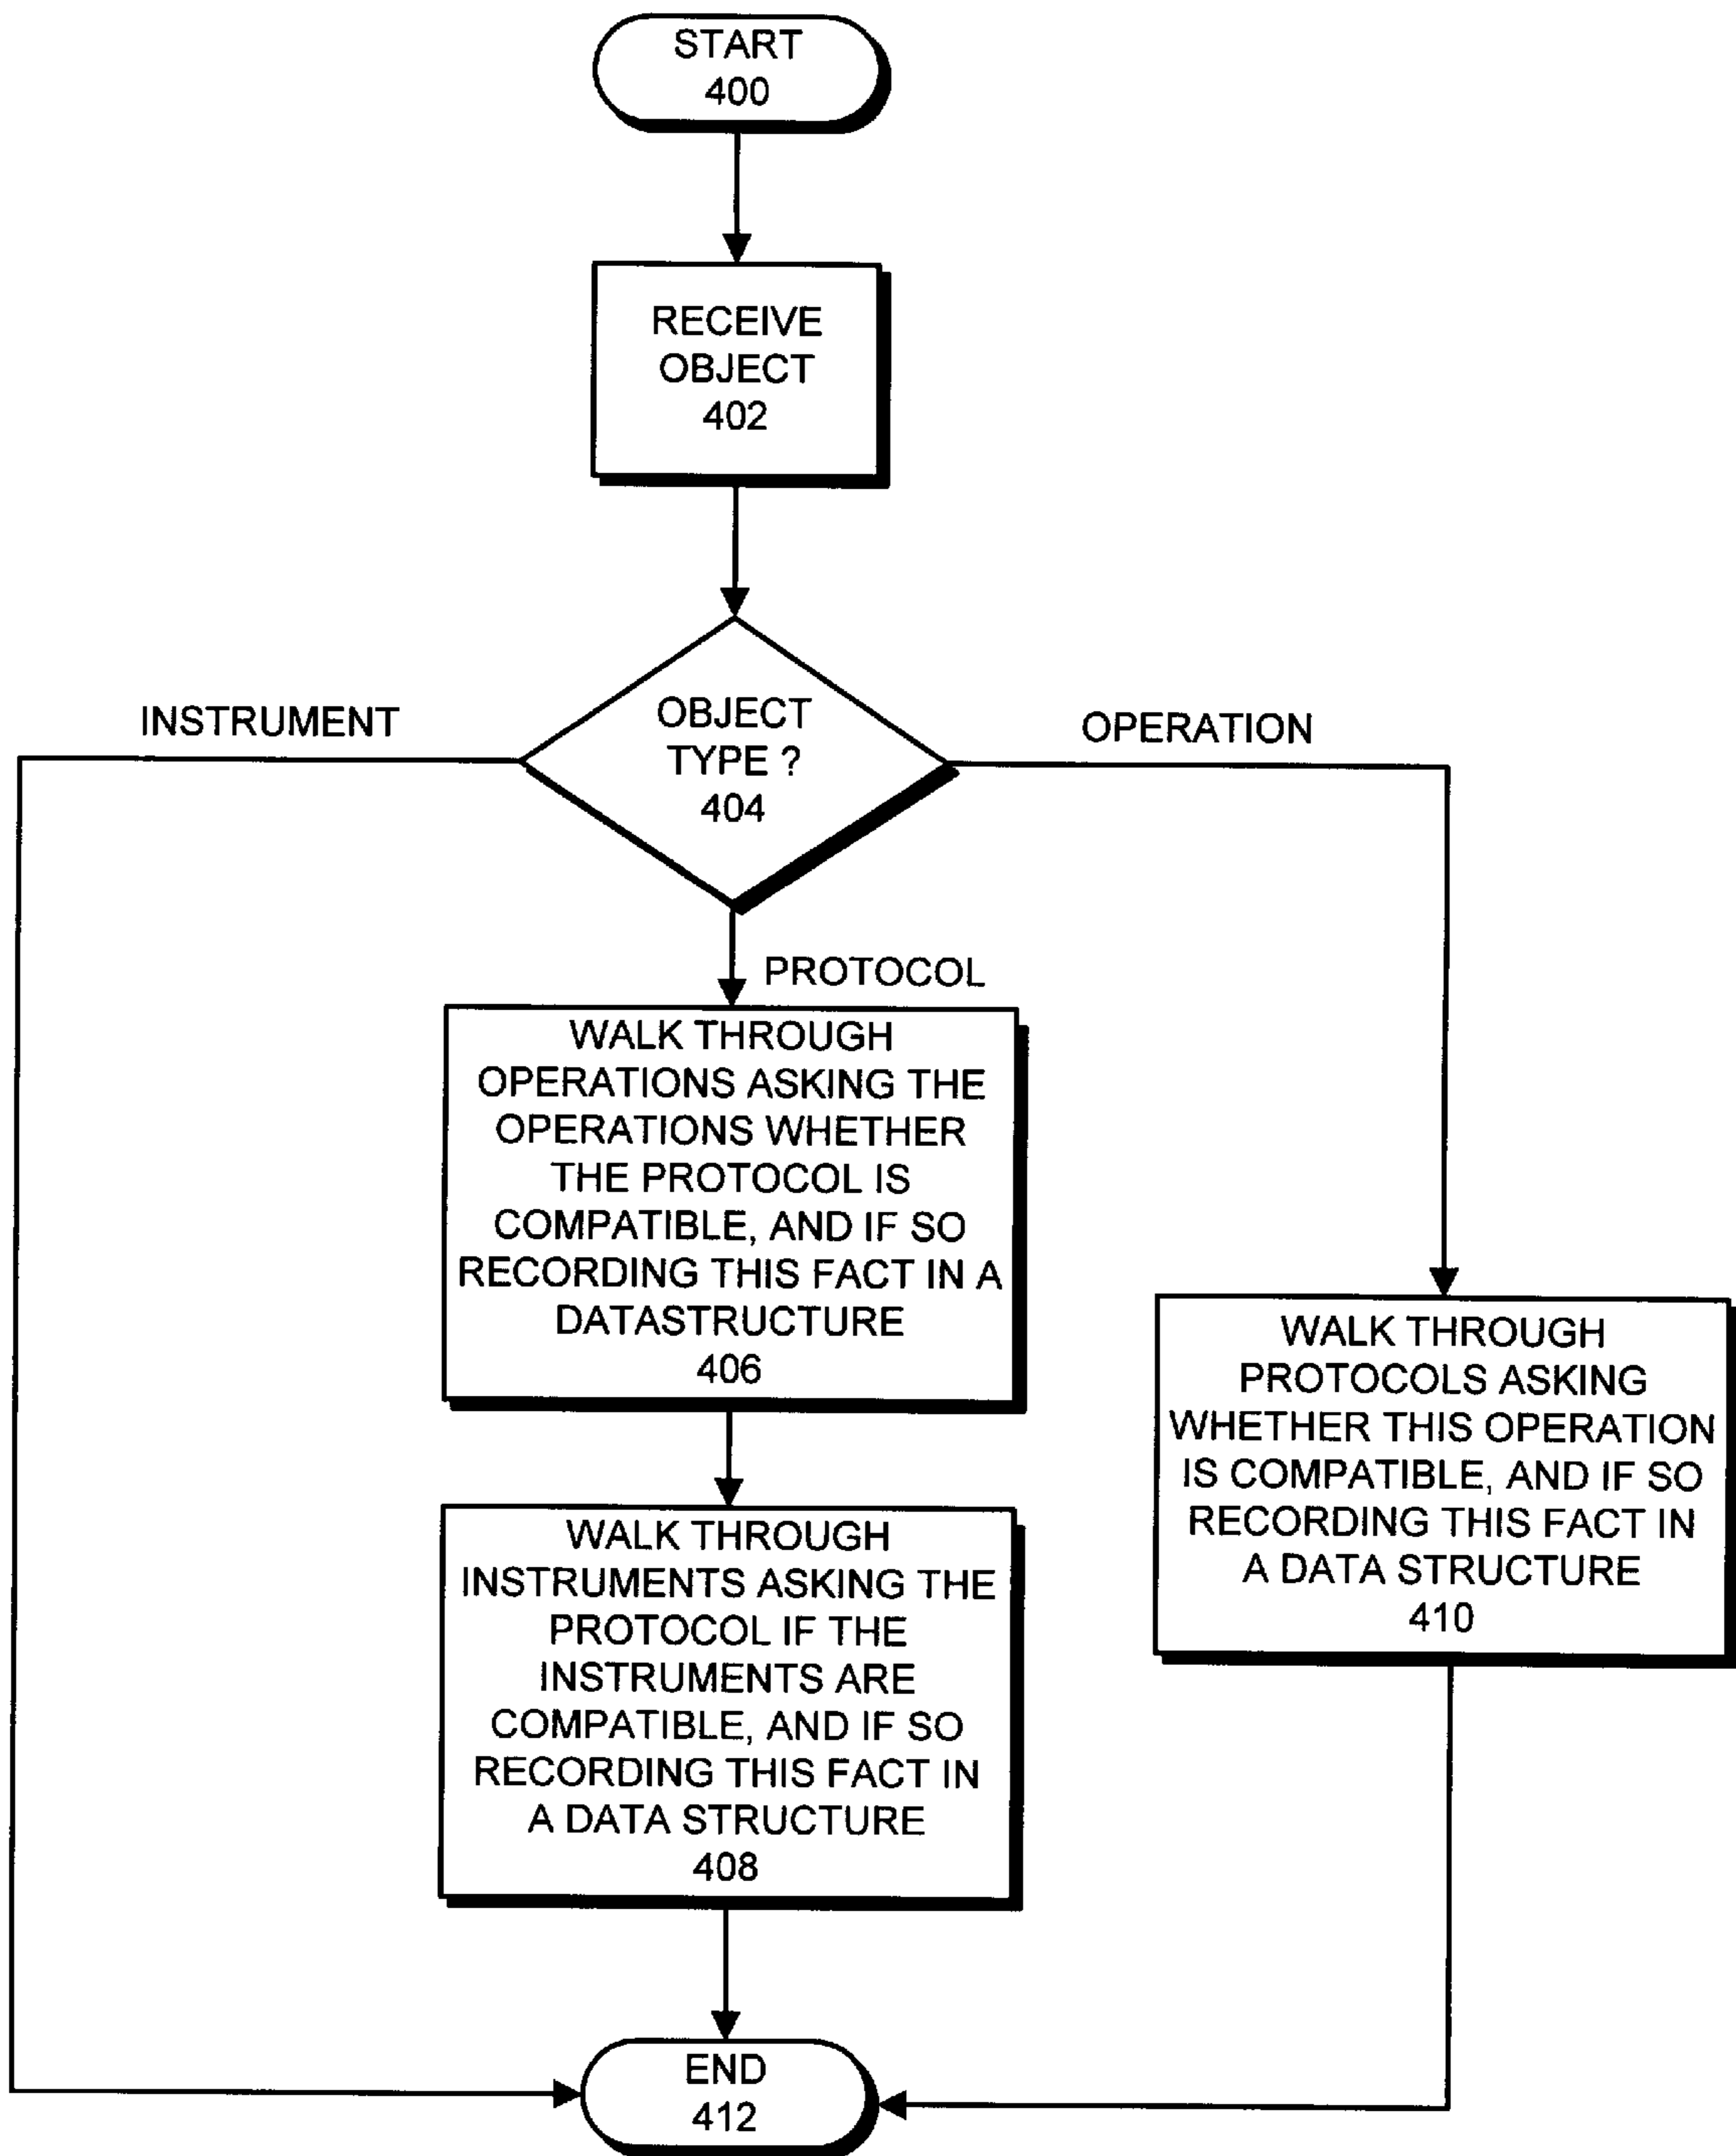 START
400
RECEIVE
OBJECT
402
OBJECT
TYPE ?
404
INSTRUMENT
OPERATION
PROTOCOL
WALK THROUGH
OPERATIONS ASKING THE
OPERATIONS WHETHER
THE PROTOCOL IS
COMPATIBLE, AND IF SO
RECORDING THIS FACT IN A
DATASTRUCTURE
406
WALK THROUGH
INSTRUMENTS ASKING THE
PROTOCOL IF THE
INSTRUMENTS ARE
COMPATIBLE, AND IF SO
RECORDING THIS FACT IN
A DATA STRUCTURE
408
WALK THROUGH
PROTOCOLS ASKING
WHETHER THIS OPERATION
IS COMPATIBLE, AND IF SO
RECORDING THIS FACT IN
A DATA STRUCTURE
410
END
412